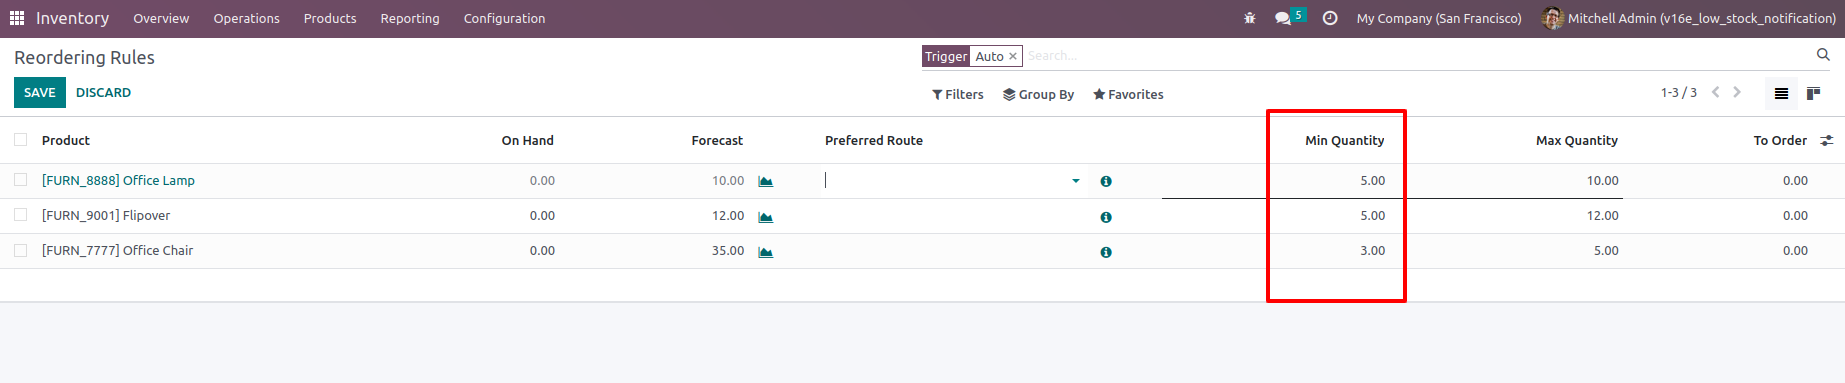 Inventory Overview Operations Products Reporting Configuration 5 My Company (San Francisco) Mitchell Admin (v16e_low_stock_notification)
Reordering Rules Trigger Auto × Search...
SAVE DISCARD Filters Group By Favorites 1-3 / 3
Product On Hand Forecast Preferred Route Min Quantity Max Quantity To Order
[FURN_8888] Office Lamp 0.00 10.00 5.00 10.00 0.00
[FURN_9001] Flipover 0.00 12.00 5.00 12.00 0.00
[FURN_7777] Office Chair 0.00 35.00 3.00 5.00 0.00